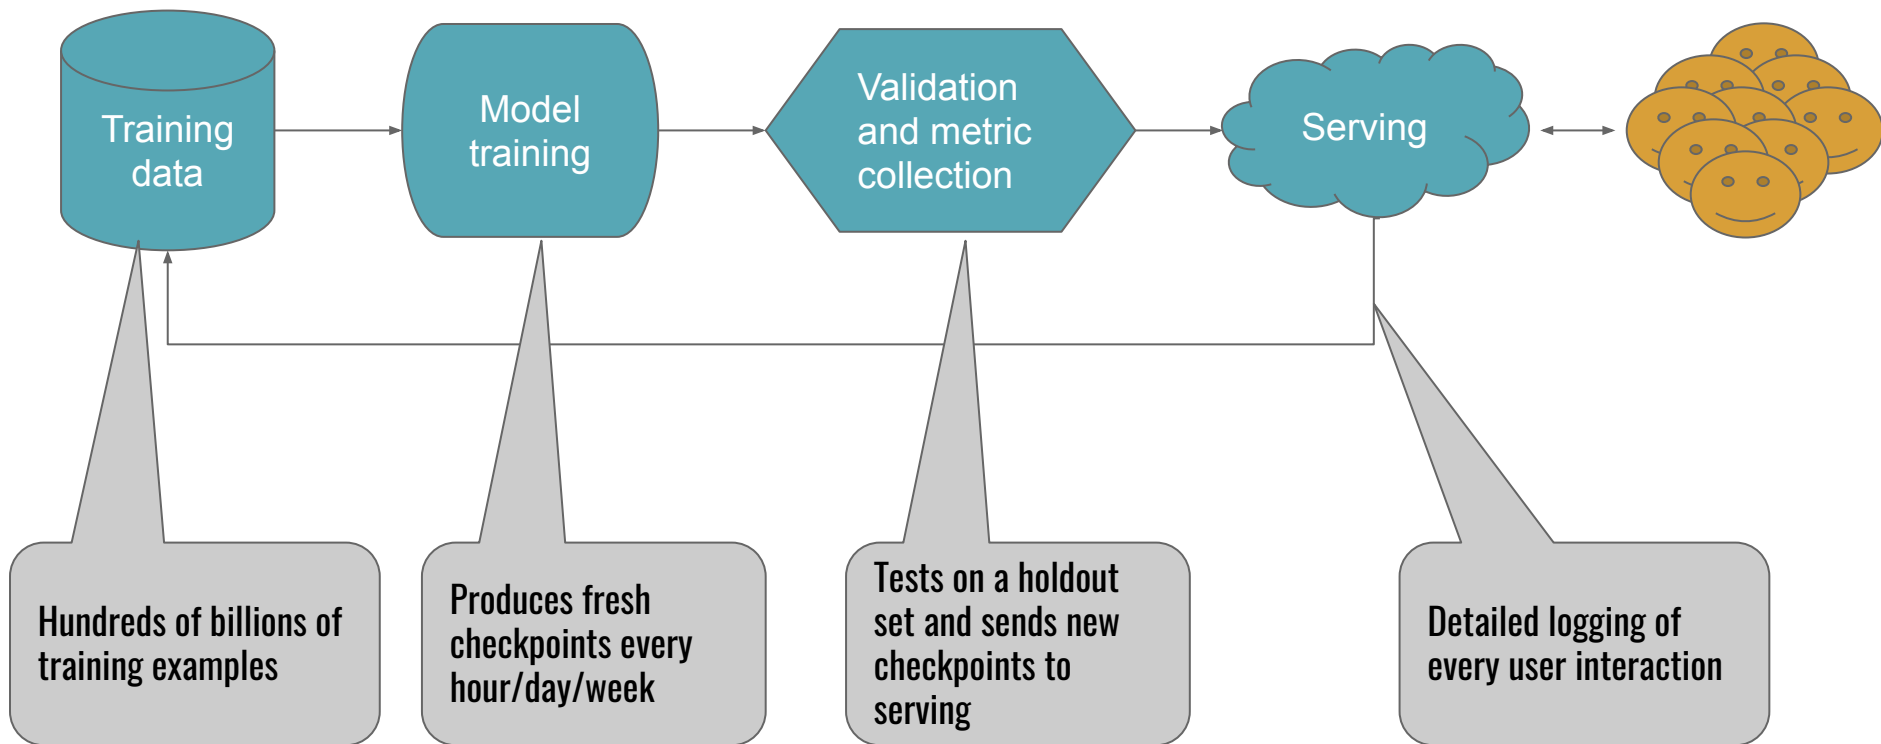 Training
data
Model
training
Validation
and metric
collection
Serving
Hundreds of billions of
training examples
Produces fresh
checkpoints every
hour/day/week
Tests on a holdout
set and sends new
checkpoints to
serving
Detailed logging of
every user interaction